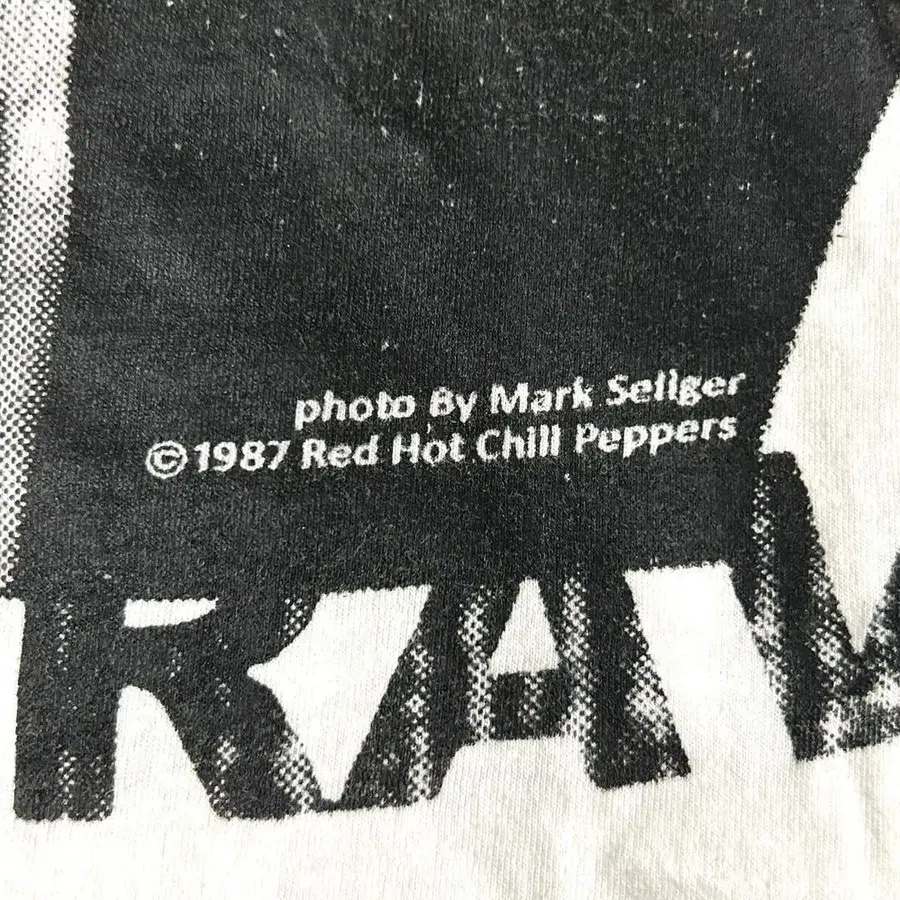 photo By Mark Seliger
©1987 Red Hot Chili Peppers
RAW